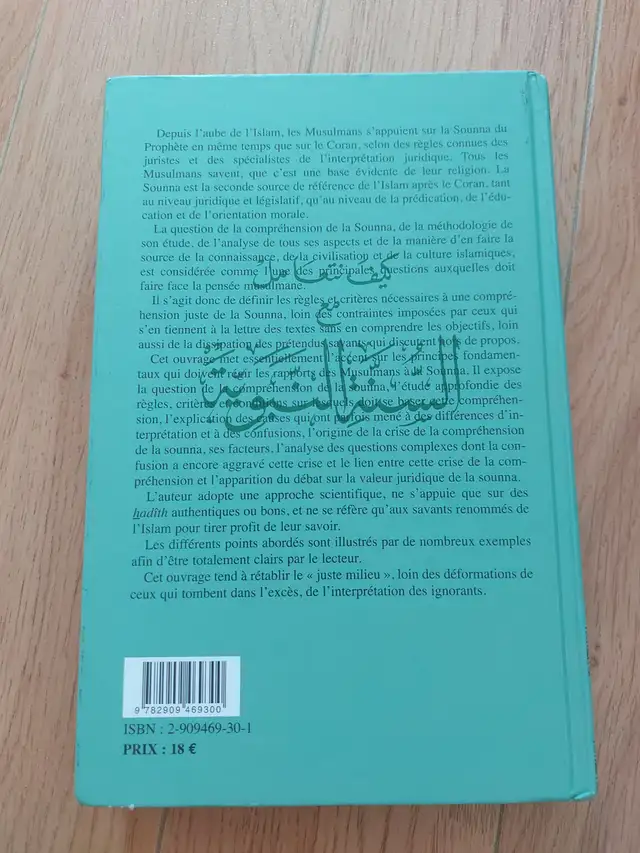 Depuis l'aube de l'Islam, les Musulmans s'appuient sur la Sounna du
Prophète en même temps que sur le Coran, selon des règles connues des
juristes et des spécialistes de l'interprétation juridique. Tous les
Musulmans savent, que c'est une base évidente de leur religion. La
Sounna est la seconde source de référence de l'Islam après le Coran, tant
au niveau juridique et législatif, qu'au niveau de la prédication, de l'édu-
cation et de l'orientation morale.
La question de la compréhension de la Sounna, de la méthodologie de
son étude, de l'analyse de tous ses aspects et de la manière d'en faire la
source de la connaissance, de la civilisation et de la culture islamiques,
est considérée comme l'une des principales questions auxquelles doit
faire face la pensée musulmane.
Il s'agit donc de définir les règles et critères nécessaires à une compré-
hension juste de la Sounna, loin des contraintes imposées par ceux qui
s'en tiennent à la lettre des textes sans en comprendre les objectifs, loin
aussi de la dissipation des prétendus savants qui discutent hors de propos.
Cet ouvrage met essentiellement l'accent sur les principes fondamen-
taux qui doivent régir les rapports des Musulmans à la Sounna. Il expose
la question de la compréhension de la Sounna, l'étude approfondie des
règles, critères et conditions sur lesquels doit se baser cette compréhen-
sion, l'explication des causes qui ont parfois mené à des différences d'in-
terprétation et à des confusions, l'origine de la crise de la compréhension
de la sounna, ses facteurs, l'analyse des questions complexes dont la con-
fusion a encore aggravé cette crise et le lien entre cette crise de la com-
préhension et l'apparition du débat sur la valeur juridique de la sounna.
L'auteur adopte une approche scientifique, ne s'appuie que sur des
hadîth authentiques ou bons, et ne se réfère qu'aux savants renommés de
l'Islam pour tirer profit de leur savoir.
Les différents points abordés sont illustrés par de nombreux exemples
afin d'être totalement clairs par le lecteur.
Cet ouvrage tend à rétablir le « juste milieu », loin des déformations de
ceux qui tombent dans l'excès, de l'interprétation des ignorants.
كيف نتعامل
مع
السنة النبوية
9 782909 469300
ISBN : 2-909469-30-1
PRIX : 18 €